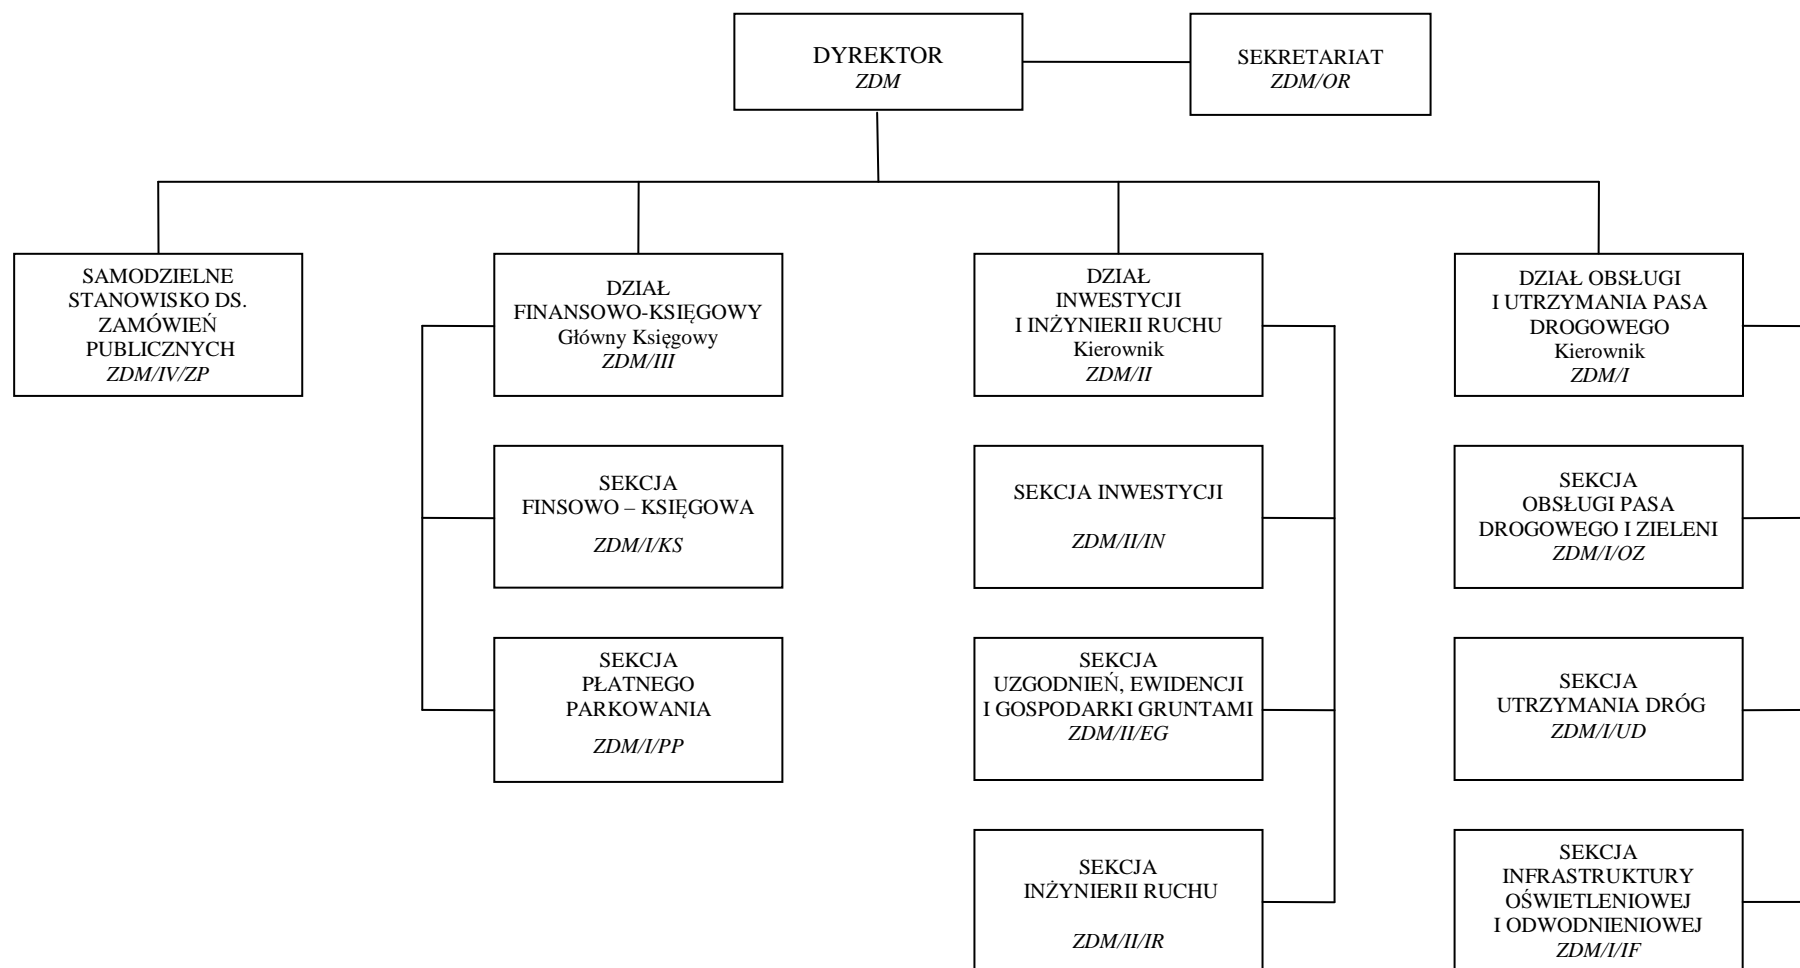 DYREKTOR
ZDM
SEKRETARIAT
ZDM/OR
SAMODZIELNE
STANOWISKO DS.
ZAMÓWIEŃ
PUBLICZNYCH
ZDM/IV/ZP
DZIAŁ
FINANSOWO-KSIĘGOWY
Główny Księgowy
ZDM/III
DZIAŁ
INWESTYCJI
I INŻYNIERII RUCHU
Kierownik
ZDM/II
DZIAŁ OBSŁUGI
I UTRZYMANIA PASA
DROGOWEGO
Kierownik
ZDM/I
SEKCJA
FINSOWO – KSIĘGOWA
ZDM/I/KS
SEKCJA INWESTYCJI
ZDM/II/IN
SEKCJA
OBSŁUGI PASA
DROGOWEGO I ZIELENI
ZDM/I/OZ
SEKCJA
PŁATNEGO
PARKOWANIA
ZDM/I/PP
SEKCJA
UZGODNIEŃ, EWIDENCJI
I GOSPODARKI GRUNTAMI
ZDM/II/EG
SEKCJA
UTRZYMANIA DRÓG
ZDM/I/UD
SEKCJA
INŻYNIERII RUCHU
ZDM/II/IR
SEKCJA
INFRASTRUKTURY
OŚWIETLENIOWEJ
I ODWODNIENIOWEJ
ZDM/I/IF